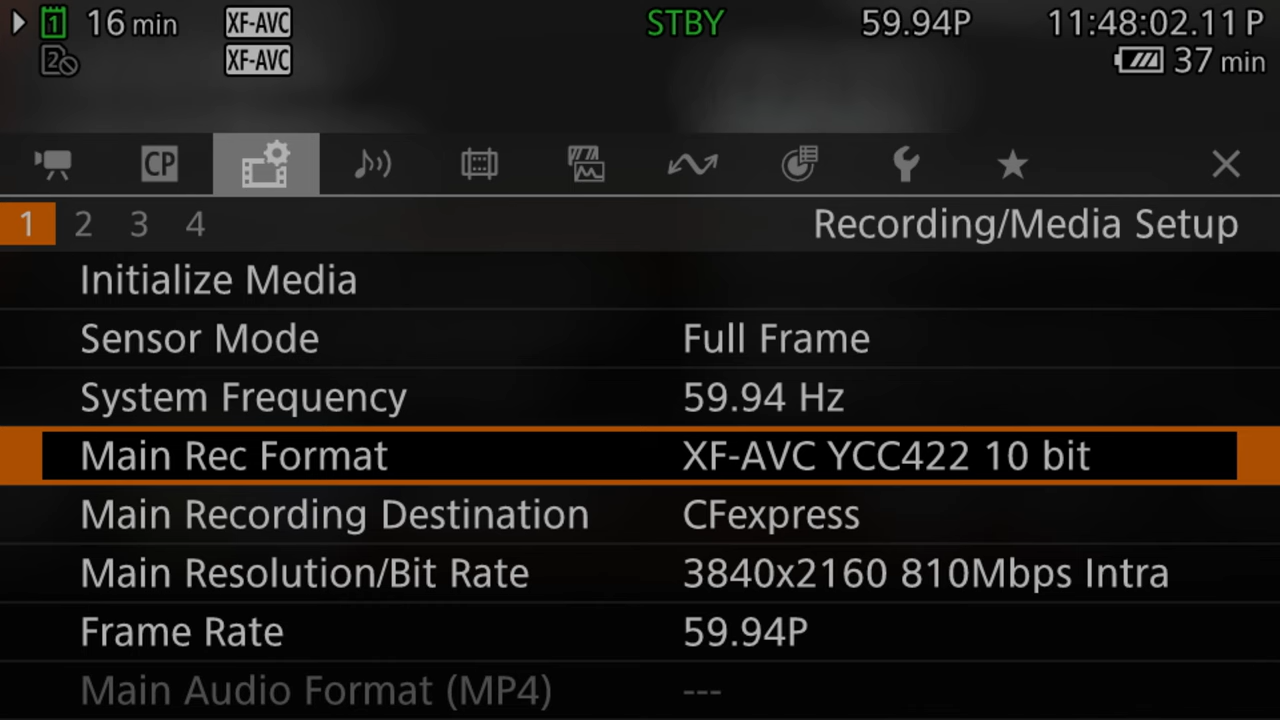 1 16 min XF-AVC STBY 59.94P 11:48:02.11 P
2 XF-AVC 37 min
CP
1 2 3 4 Recording/Media Setup
Initialize Media
Sensor Mode Full Frame
System Frequency 59.94 Hz
Main Rec Format XF-AVC YCC422 10 bit
Main Recording Destination CFexpress
Main Resolution/Bit Rate 3840x2160 810Mbps Intra
Frame Rate 59.94P
Main Audio Format (MP4) ---